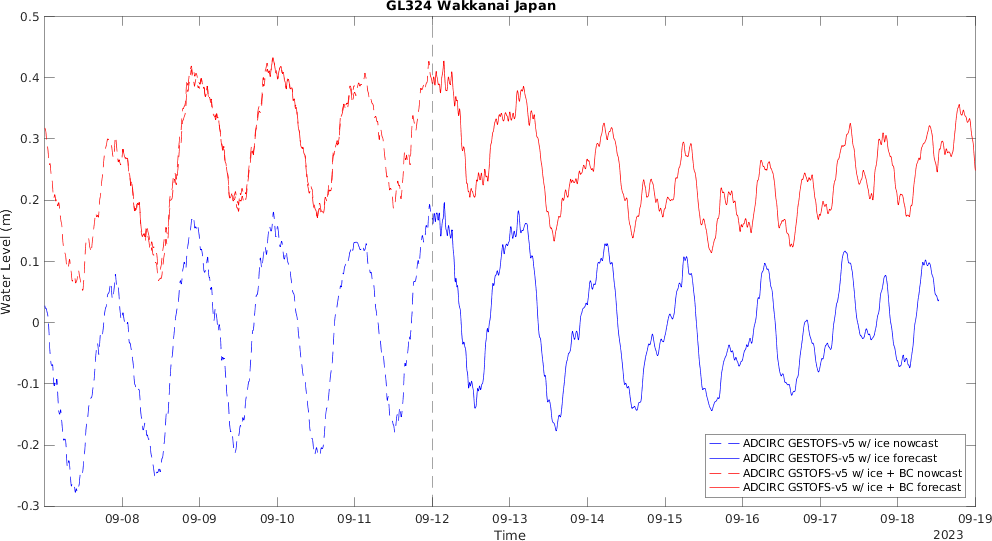 GL324 Wakkanai Japan
0.5
0.4
0.3
0.2
0.1
0
-0.1
-0.2
-0.3
Water Level (m)
ADCIRC GESTOFS-v5 w/ ice nowcast
ADCIRC GESTOFS-v5 w/ ice forecast
ADCIRC GSTOFS-v5 w/ ice + BC nowcast
ADCIRC GSTOFS-v5 w/ ice + BC forecast
09-08 09-09 09-10 09-11 09-12 09-13 09-14 09-15 09-16 09-17 09-18 09-19
Time
2023